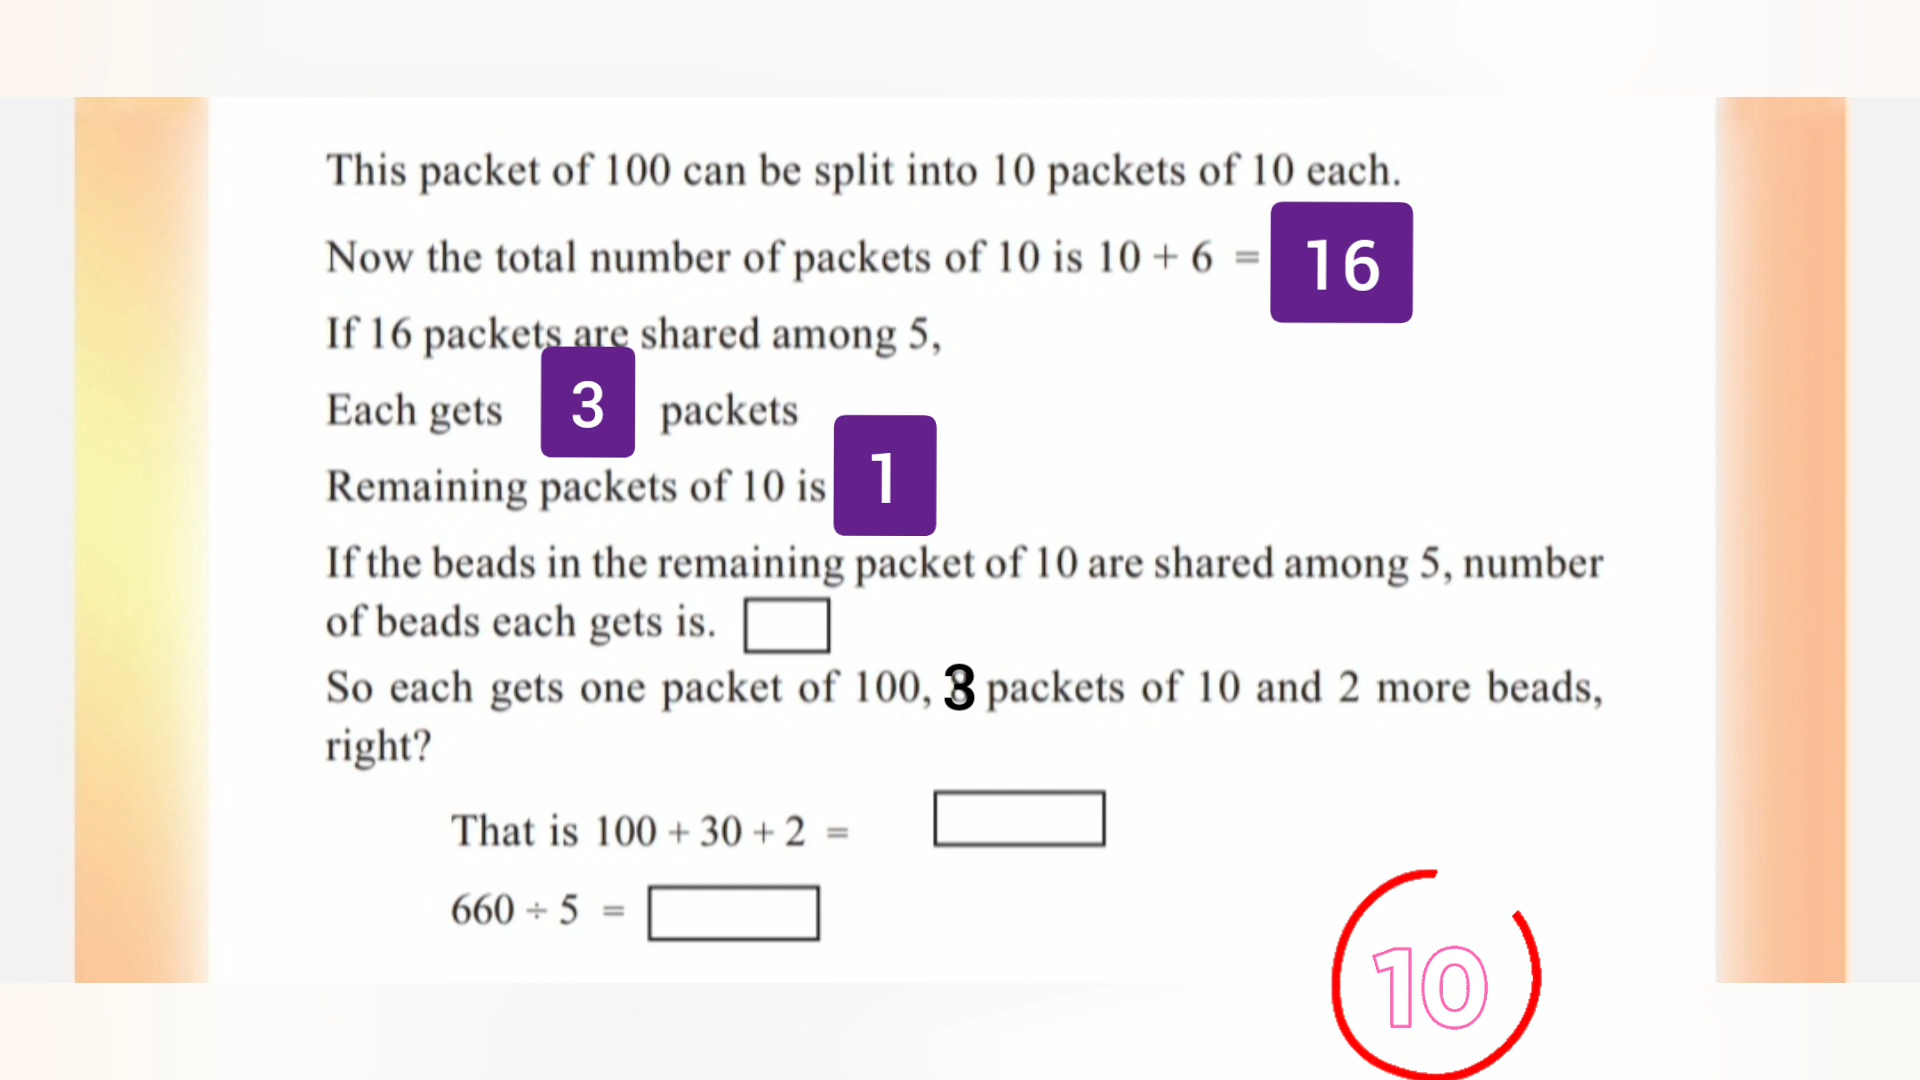 This packet of 100 can be split into 10 packets of 10 each.
Now the total number of packets of 10 is 10 + 6 = 16
If 16 packets are shared among 5,
Each gets 3 packets
Remaining packets of 10 is 1
If the beads in the remaining packet of 10 are shared among 5, number
of beads each gets is.
So each gets one packet of 100, 3 packets of 10 and 2 more beads,
right?
That is 100 + 30 + 2 =
660 ÷ 5 =
10